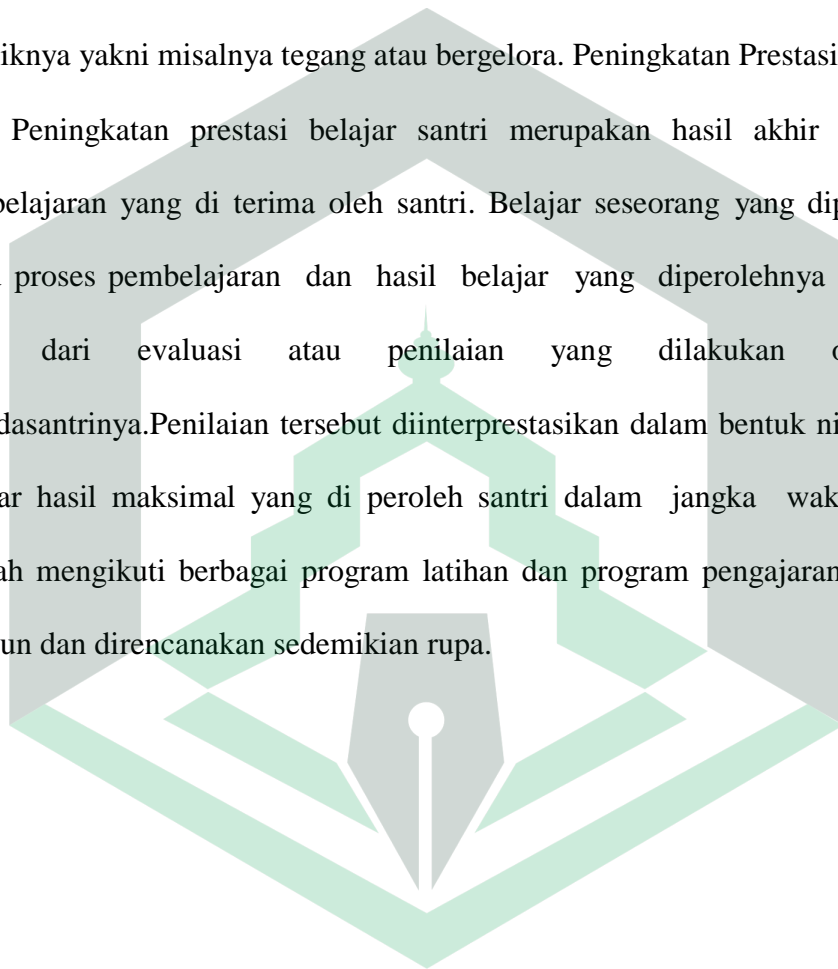 iknya yakni misalnya tegang atau bergelora. Peningkatan Prestasi
Peningkatan prestasi belajar santri merupakan hasil akhir
belajaran yang di terima oleh santri. Belajar seseorang yang dip
proses pembelajaran dan hasil belajar yang diperolehnya
dari evaluasi atau penilaian yang dilakukan o
dasantrinya.Penilaian tersebut diinterprestasikan dalam bentuk ni
ar hasil maksimal yang di peroleh santri dalam jangka wak
ah mengikuti berbagai program latihan dan program pengajaran
un dan direncanakan sedemikian rupa.